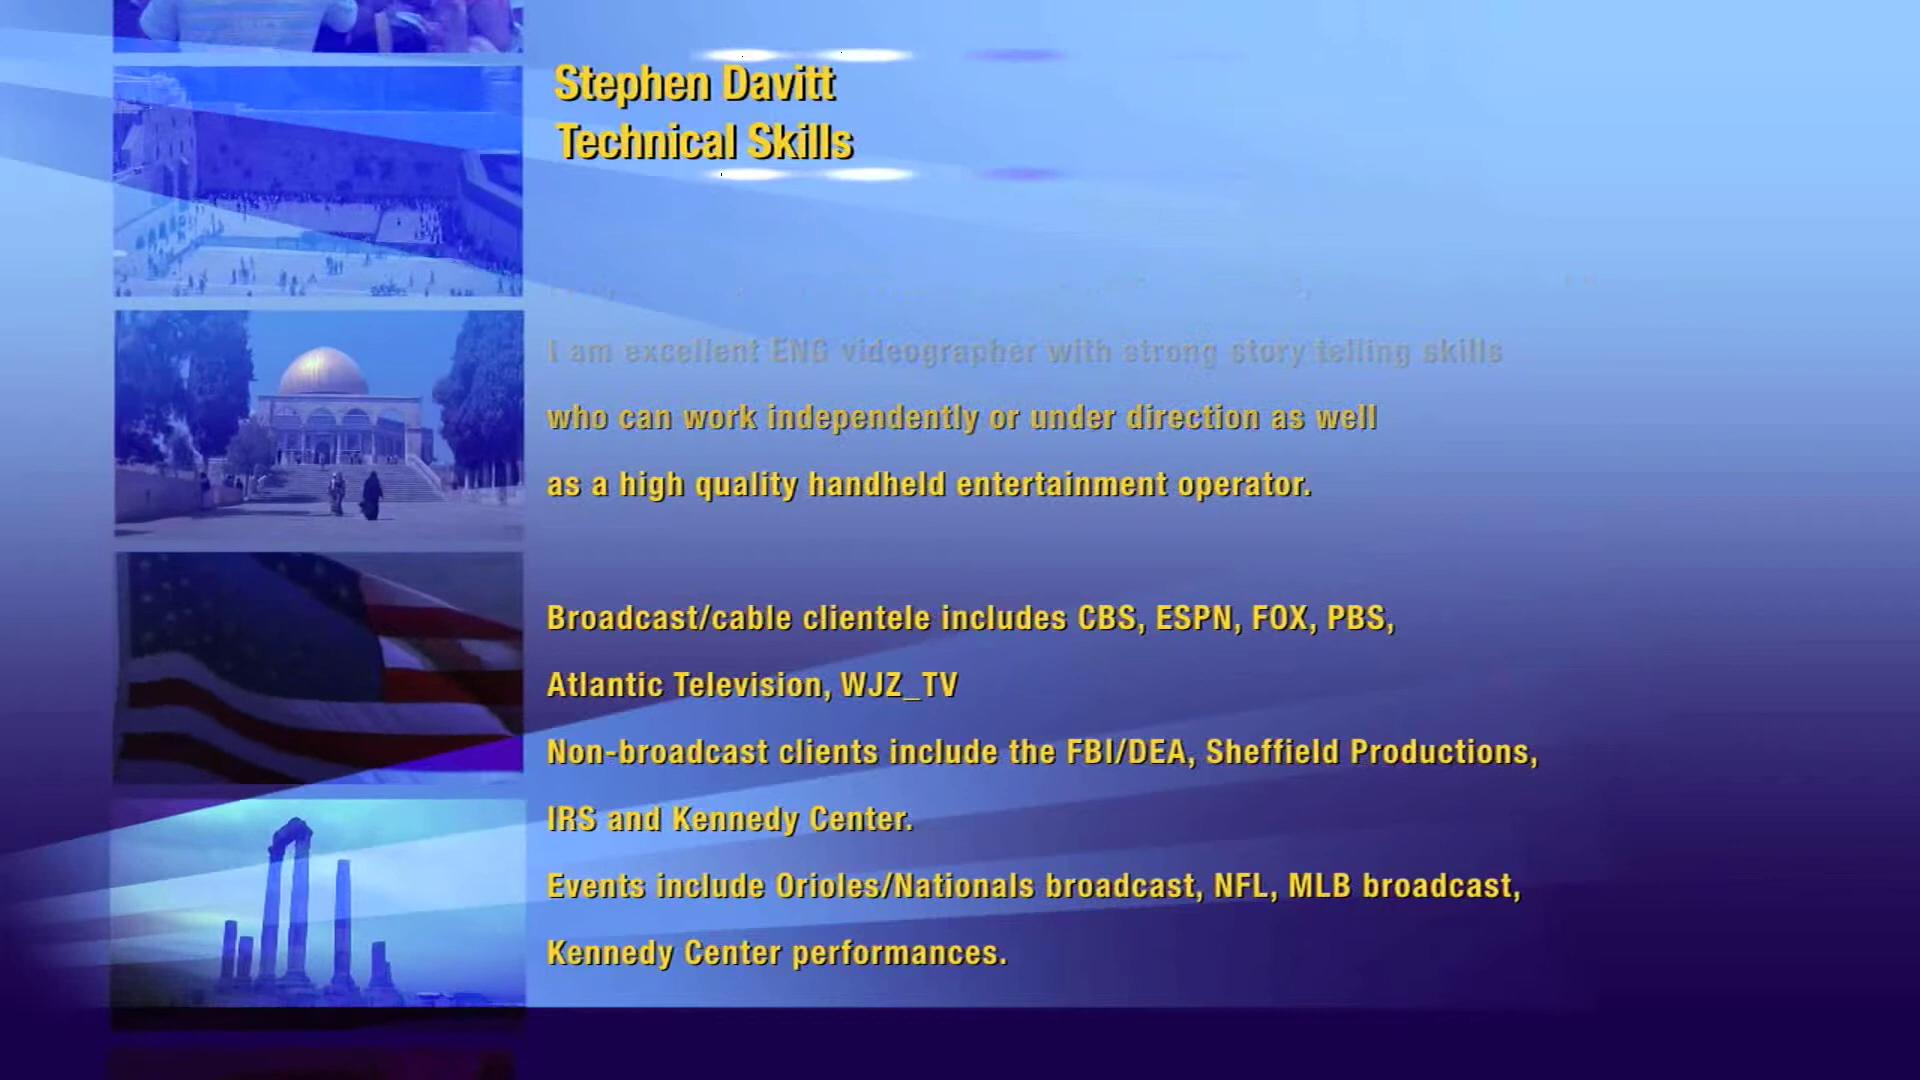 Stephen Davitt
Technical Skills
I am excellent ENG videographer with strong story telling skills
who can work independently or under direction as well
as a high quality handheld entertainment operator.
Broadcast/cable clientele includes CBS, ESPN, FOX, PBS,
Atlantic Television, WJZ_TV
Non-broadcast clients include the FBI/DEA, Sheffield Productions,
IRS and Kennedy Center.
Events include Orioles/Nationals broadcast, NFL, MLB broadcast,
Kennedy Center performances.